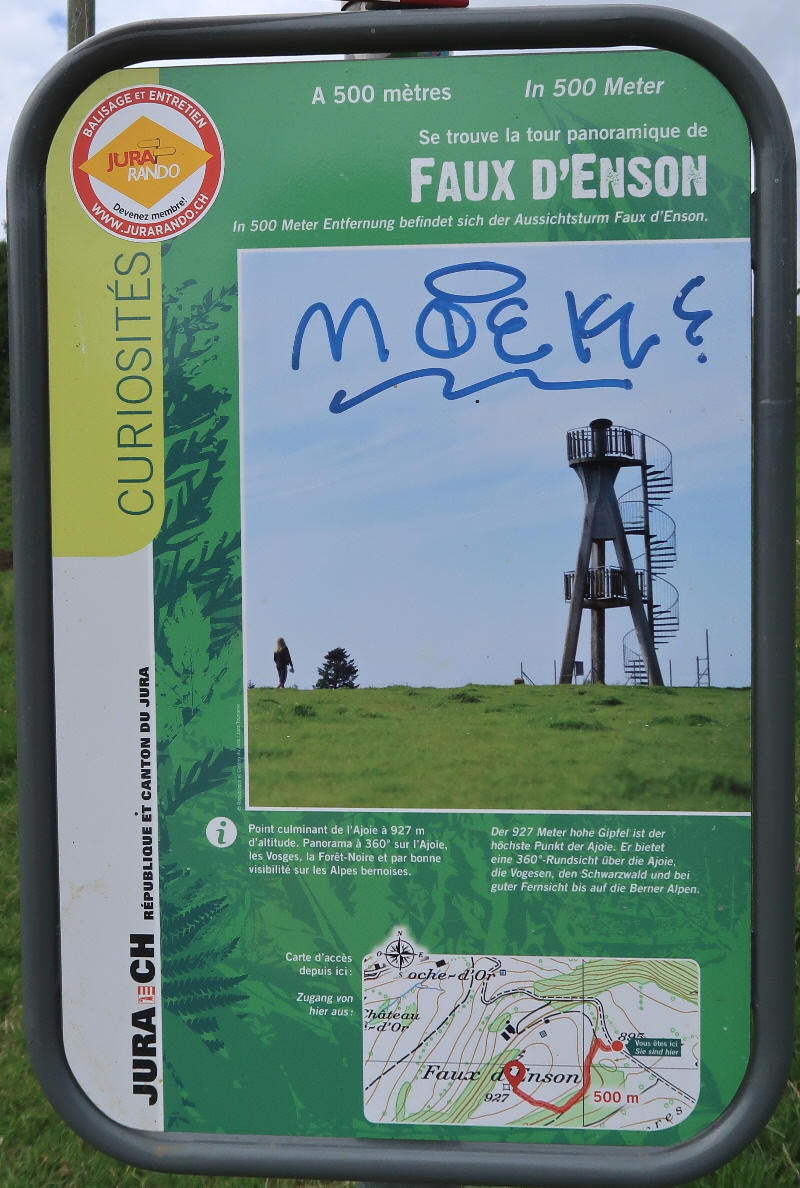 A 500 mètres
In 500 Meter
BALISAGE ET ENTRETIEN
JURA
RANDO
Devenez membre!
WWW.JURARANDO.CH
Se trouve la tour panoramique de
FAUX D'ENSON
In 500 Meter Entfernung befindet sich der Aussichtsturm Faux d'Enson.
CURIOSITÉS
JURA CH RÉPUBLIQUE ET CANTON DU JURA
i
Point culminant de l'Ajoie à 927 m
d'altitude. Panorama à 360° sur l'Ajoie,
les Vosges, la Forêt-Noire et par bonne
visibilité sur les Alpes bernoises.
Der 927 Meter hohe Gipfel ist der
höchste Punkt der Ajoie. Er bietet
eine 360°-Rundsicht über die Ajoie,
die Vogesen, den Schwarzwald und bei
guter Fernsicht bis auf die Berner Alpen.
Carte d'accès
depuis ici :
Zugang von
hier aus :
N
O
E
S
oche-d'Or
Château
-d'Or
Vous êtes ici
Sie sind hier
Faux d'Enson
927
500 m